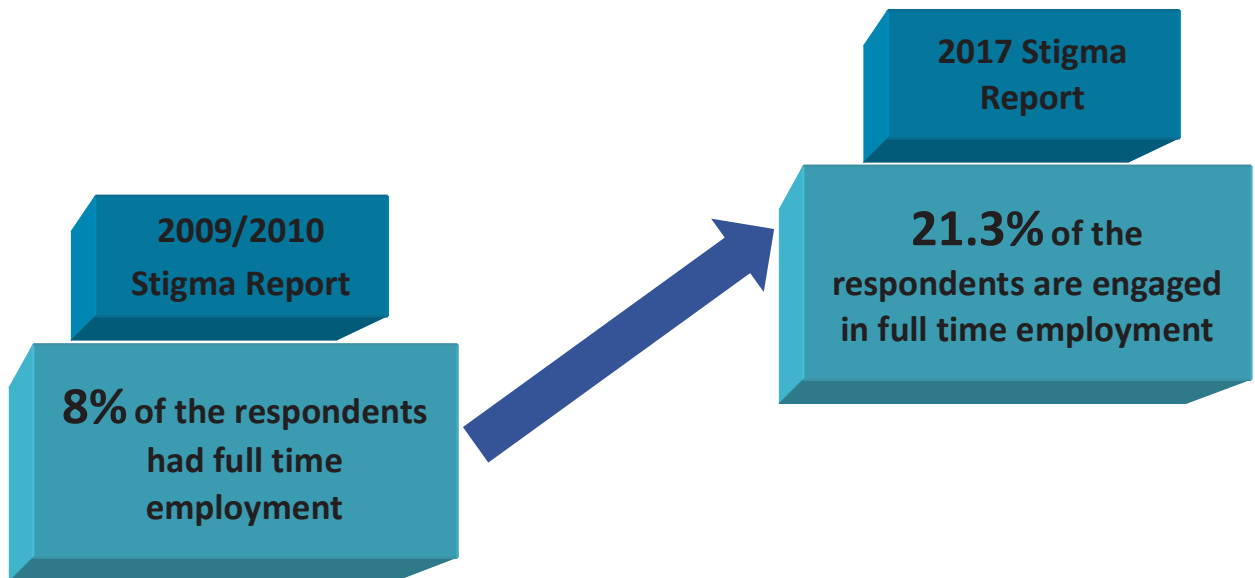 2009/2010
Stigma Report
8% of the respondents
had full time
employment
2017 Stigma
Report
21.3% of the
respondents are engaged
in full time employment